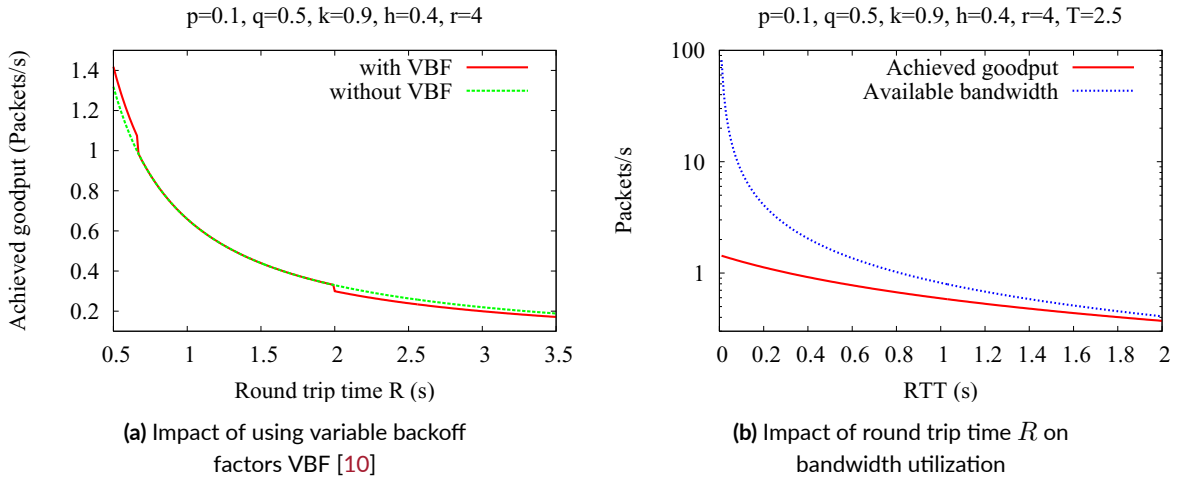 p=0.1, q=0.5, k=0.9, h=0.4, r=4
with VBF
without VBF
Achieved goodput (Packets/s)
1.4
1.2
1
0.8
0.6
0.4
0.2
0.5 1 1.5 2 2.5 3 3.5
Round trip time R (s)
(a) Impact of using variable backoff
factors VBF [10]
p=0.1, q=0.5, k=0.9, h=0.4, r=4, T=2.5
Achieved goodput
Available bandwidth
Packets/s
100
10
1
0 0.2 0.4 0.6 0.8 1 1.2 1.4 1.6 1.8 2
RTT (s)
(b) Impact of round trip time R on
bandwidth utilization